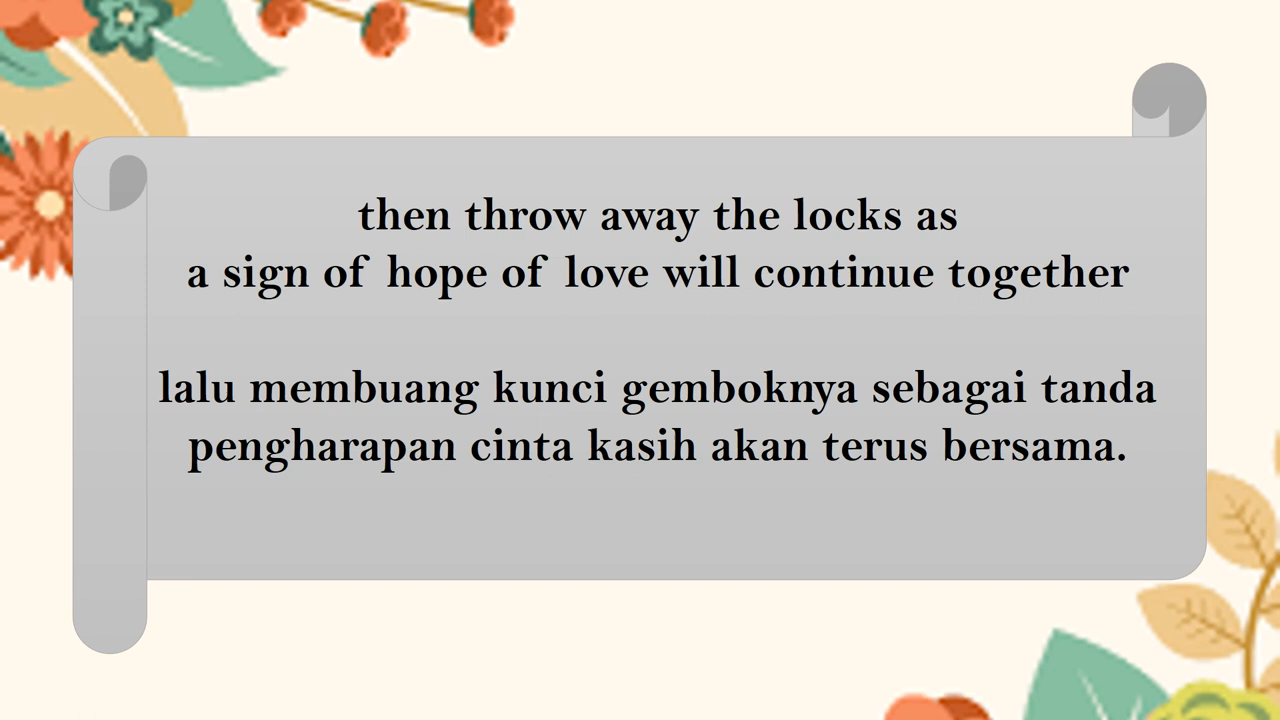 then throw away the locks as
a sign of hope of love will continue together
lalu membuang kunci gemboknya sebagai tanda
pengharapan cinta kasih akan terus bersama.